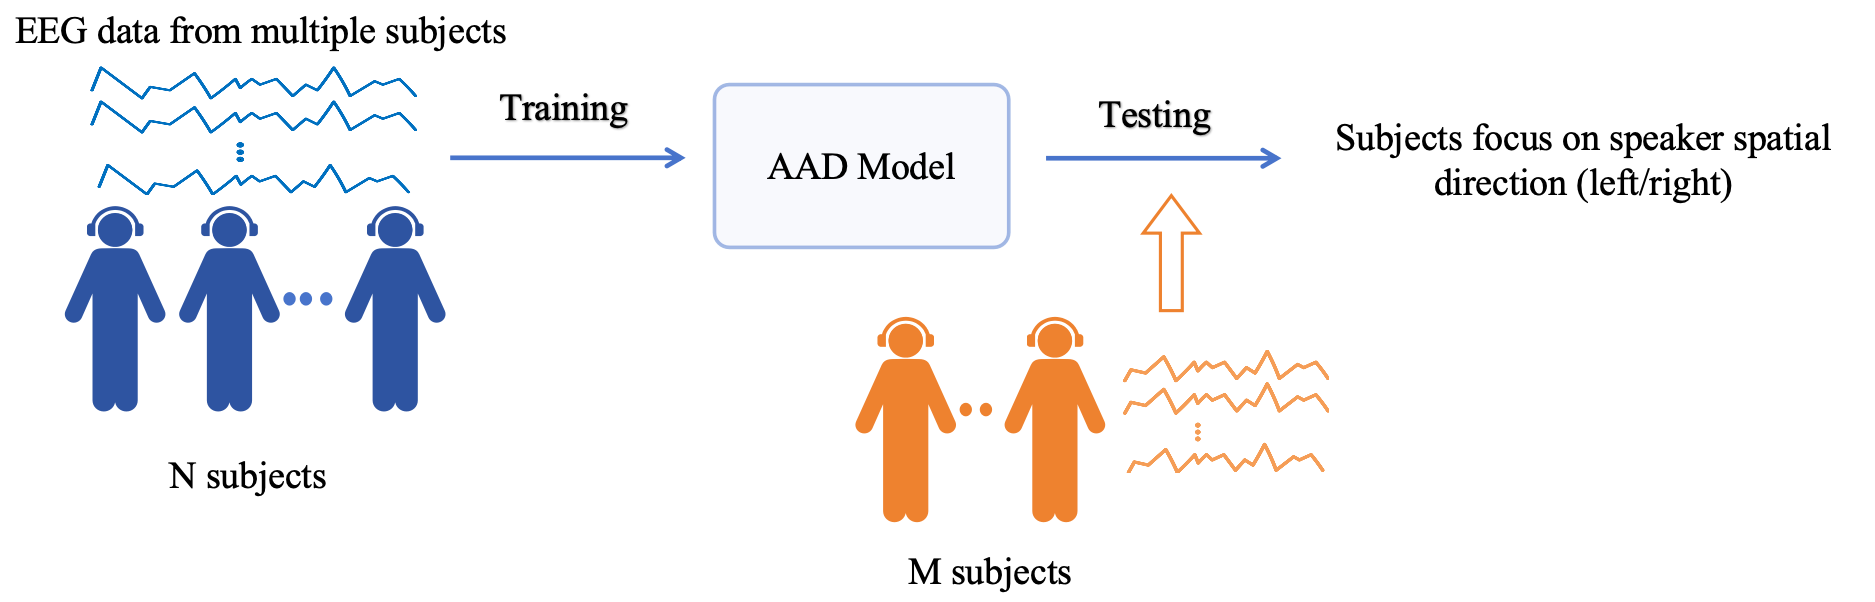 EEG data from multiple subjects
Training
AAD Model
Testing
Subjects focus on speaker spatial
direction (left/right)
N subjects
M subjects